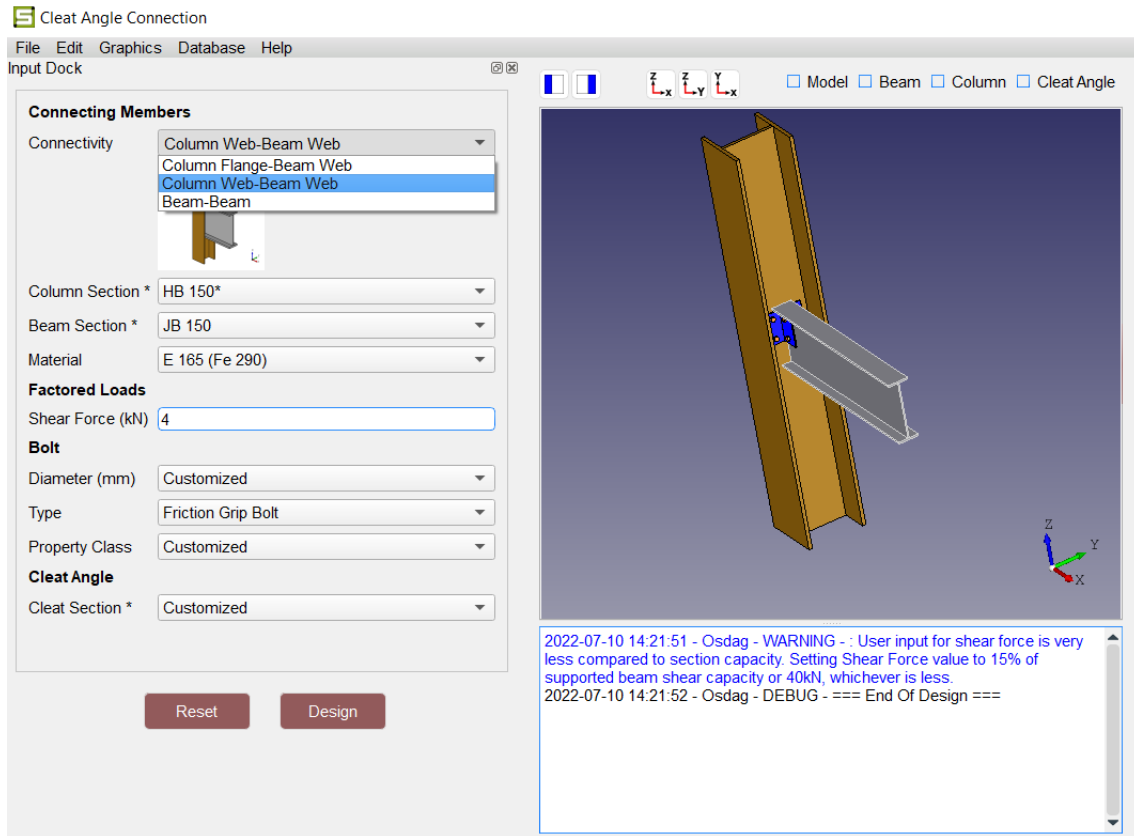 Cleat Angle Connection
File Edit Graphics Database Help
Input Dock
Connecting Members
Connectivity Column Web-Beam Web
Column Flange-Beam Web
Column Web-Beam Web
Beam-Beam
Column Section * HB 150*
Beam Section * JB 150
Material E 165 (Fe 290)
Factored Loads
Shear Force (kN) 4
Bolt
Diameter (mm) Customized
Type Friction Grip Bolt
Property Class Customized
Cleat Angle
Cleat Section * Customized
Reset Design
Z x Z Y Y x Model Beam Column Cleat Angle
Z
Y
X
2022-07-10 14:21:51 - Osdag - WARNING - : User input for shear force is very
less compared to section capacity. Setting Shear Force value to 15% of
supported beam shear capacity or 40kN, whichever is less.
2022-07-10 14:21:52 - Osdag - DEBUG - === End Of Design ===